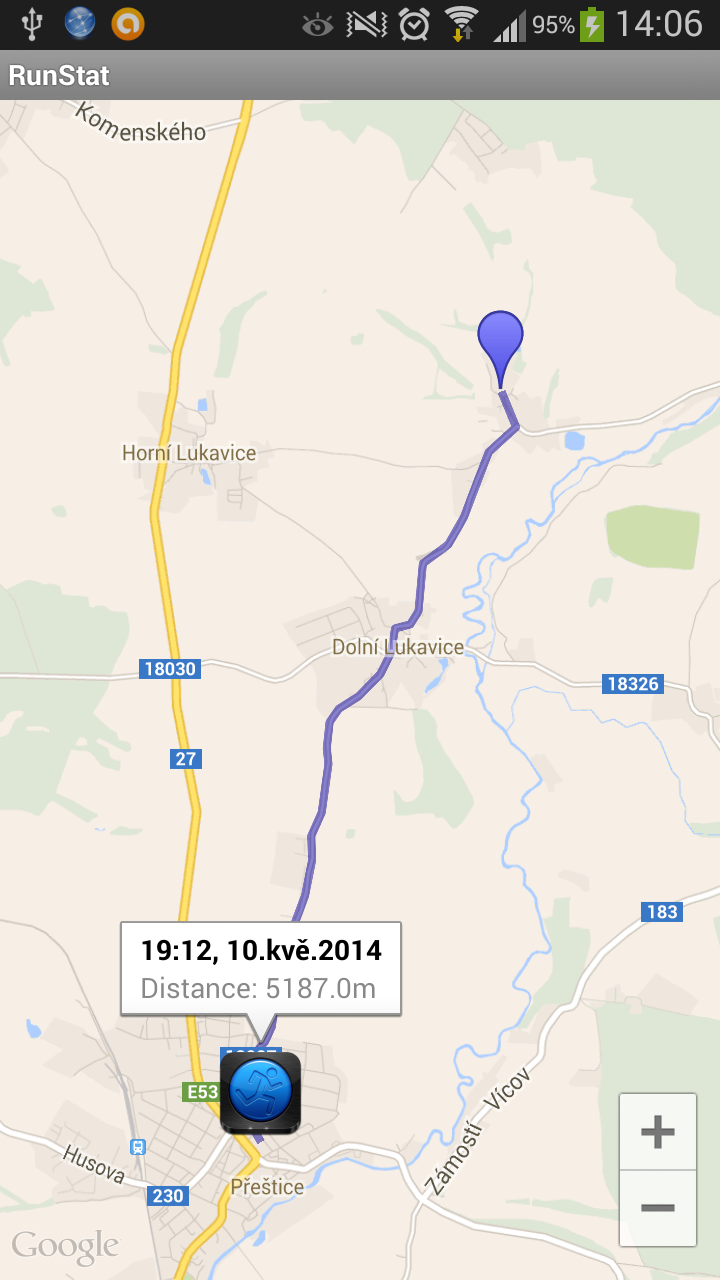 95% 14:06
RunStat
Komenského
Horní Lukavice
Dolní Lukavice
18030
18326
27
183
19:12, 10.kvě.2014
Distance: 5187.0m
E53
Zámostí - Vícov
Husova
Přeštice
230
Google